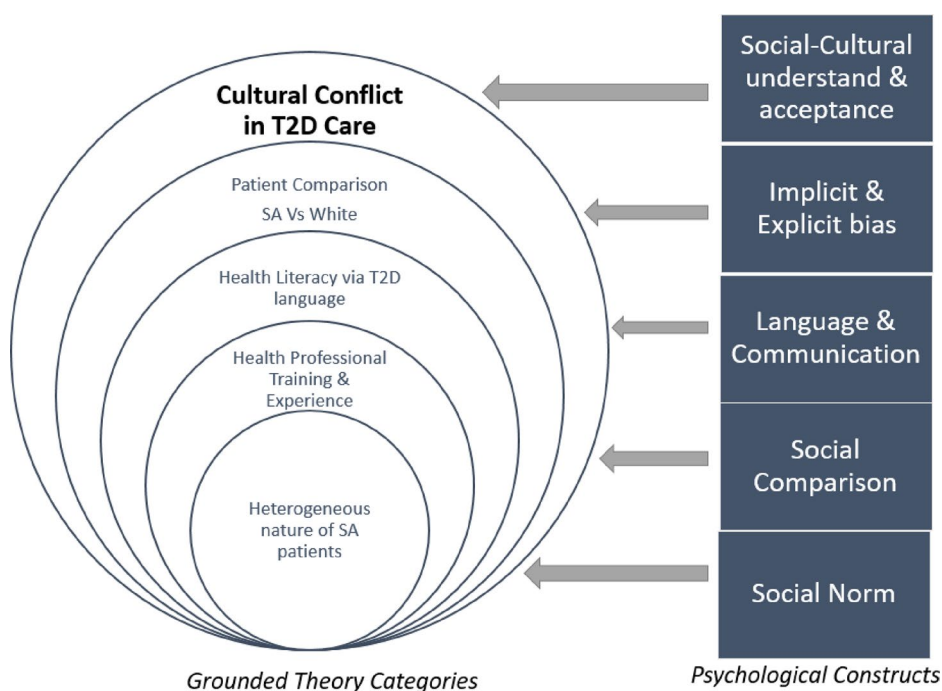 Cultural Conflict
in T2D Care
Patient Comparison
SA Vs White
Health Literacy via T2D
language
Health Professional
Training &
Experience
Heterogeneous
nature of SA
patients
Grounded Theory Categories
Social-Cultural
understand &
acceptance
Implicit &
Explicit bias
Language &
Communication
Social
Comparison
Social Norm
Psychological Constructs